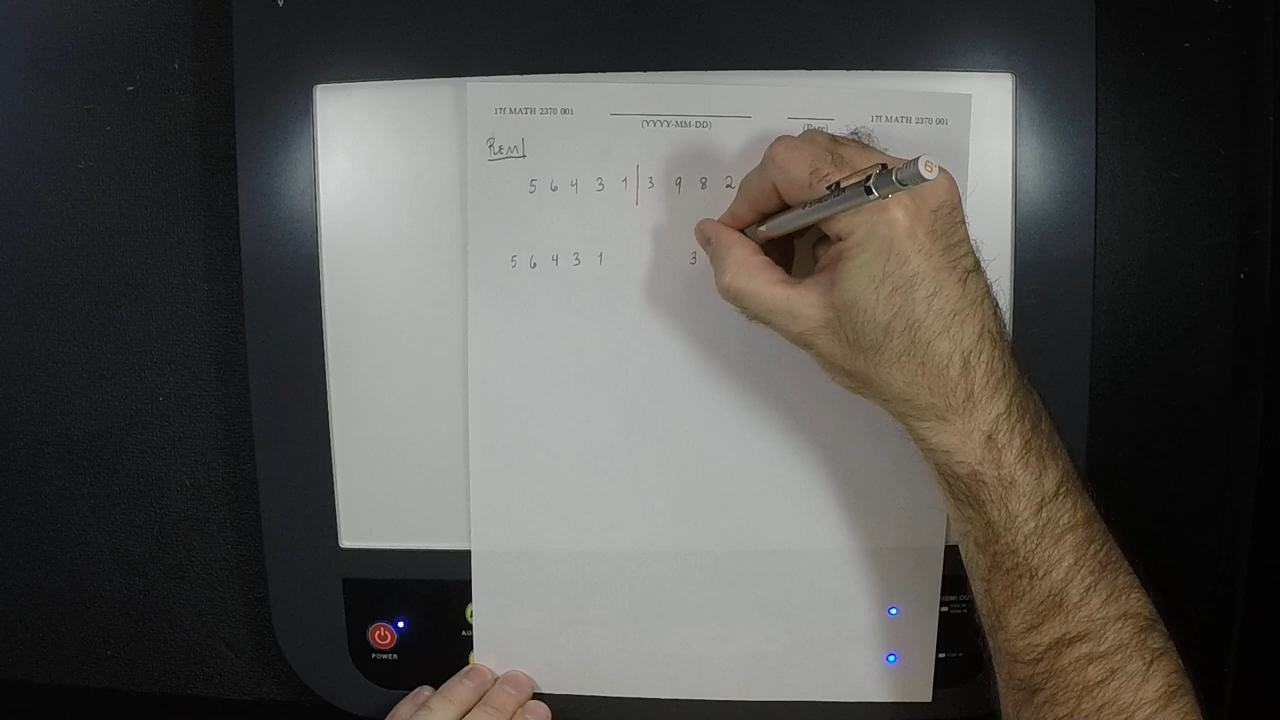 17f MATH 2370 001
(YYYY-MM-DD)
17f MATH 2370 001
REM
5 6 4 3 1 | 3 9 8 2
5 6 4 3 1 3
POWER